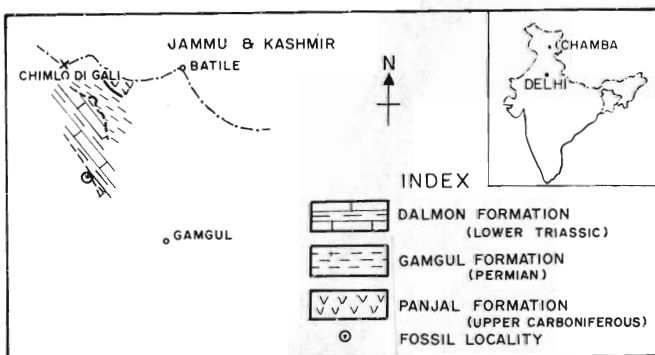 JAMMU & KASHMIR
BATILE
CHIMLO DI GALI
GAMGUL
N
CHAMBA
DELHI
INDEX
DALMON FORMATION
(LOWER TRIASSIC)
GAMGUL FORMATION
(PERMIAN)
PANJAL FORMATION
(UPPER CARBONIFEROUS)
FOSSIL LOCALITY